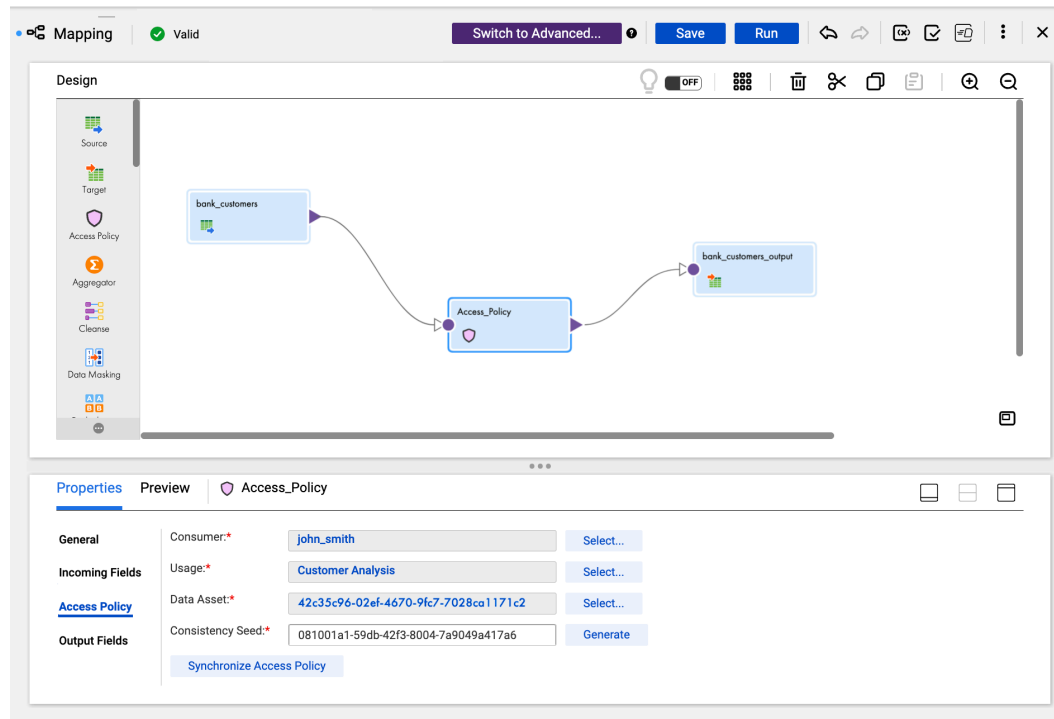 Mapping
Valid
Switch to Advanced...
?
Save
Run
Design
OFF
Source
Target
Access Policy
Aggregator
Cleanse
Data Masking
bank_customers
Access_Policy
bank_customers_output
Properties
Preview
Access_Policy
General
Incoming Fields
Access Policy
Output Fields
Consumer:*
john_smith
Select...
Usage:*
Customer Analysis
Select...
Data Asset:*
42c35c96-02ef-4670-9fc7-7028ca1171c2
Select...
Consistency Seed:*
081001a1-59db-42f3-8004-7a9049a417a6
Generate
Synchronize Access Policy